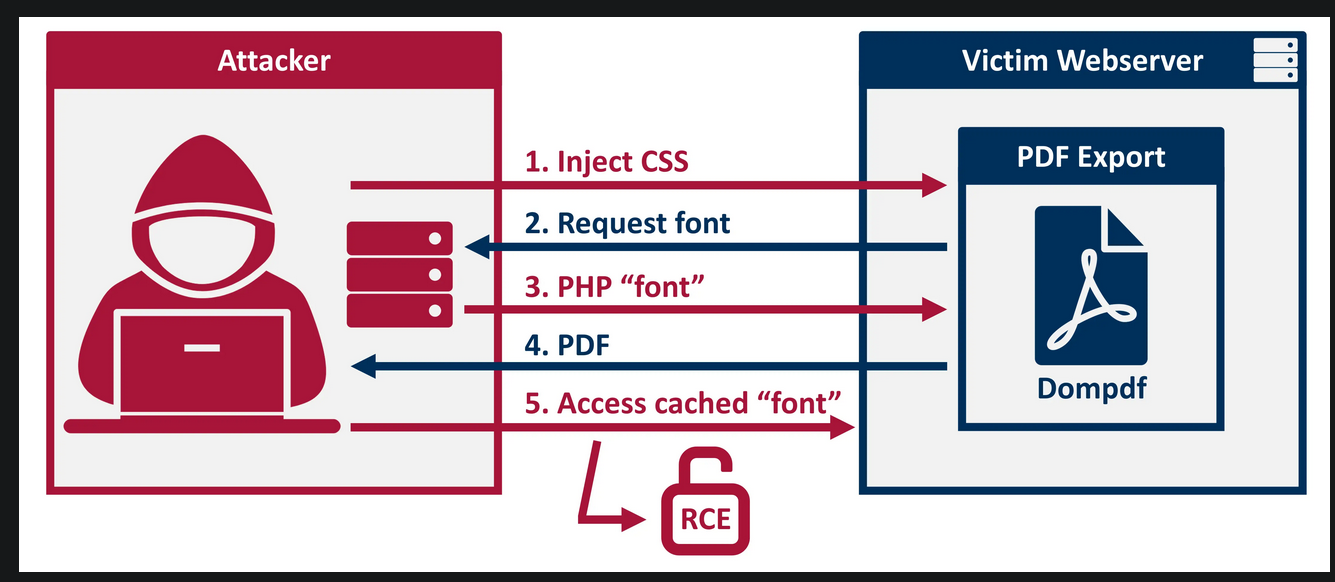 Attacker
Victim Webserver
PDF Export
1. Inject CSS
2. Request font
3. PHP “font”
4. PDF
Dompdf
5. Access cached “font”
RCE